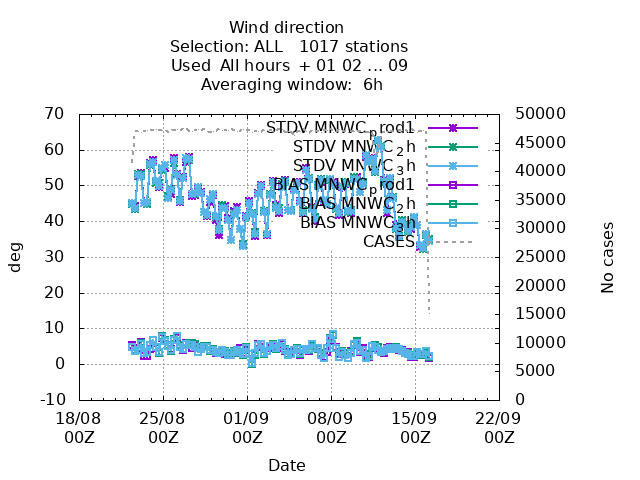 Wind direction
Selection: ALL   1017 stations
Used  All hours  + 01 02 ... 09
Averaging window:  6h
STDV MNWC_prod1
STDV MNWC_2h
STDV MNWC_3h
BIAS MNWC_prod1
BIAS MNWC_2h
BIAS MNWC_3h
CASES
70
60
50
40
30
20
10
0
-10
deg
50000
45000
40000
35000
30000
25000
20000
15000
10000
5000
0
No cases
18/08 25/08 01/09 08/09 15/09 22/09
00Z 00Z 00Z 00Z 00Z 00Z
Date